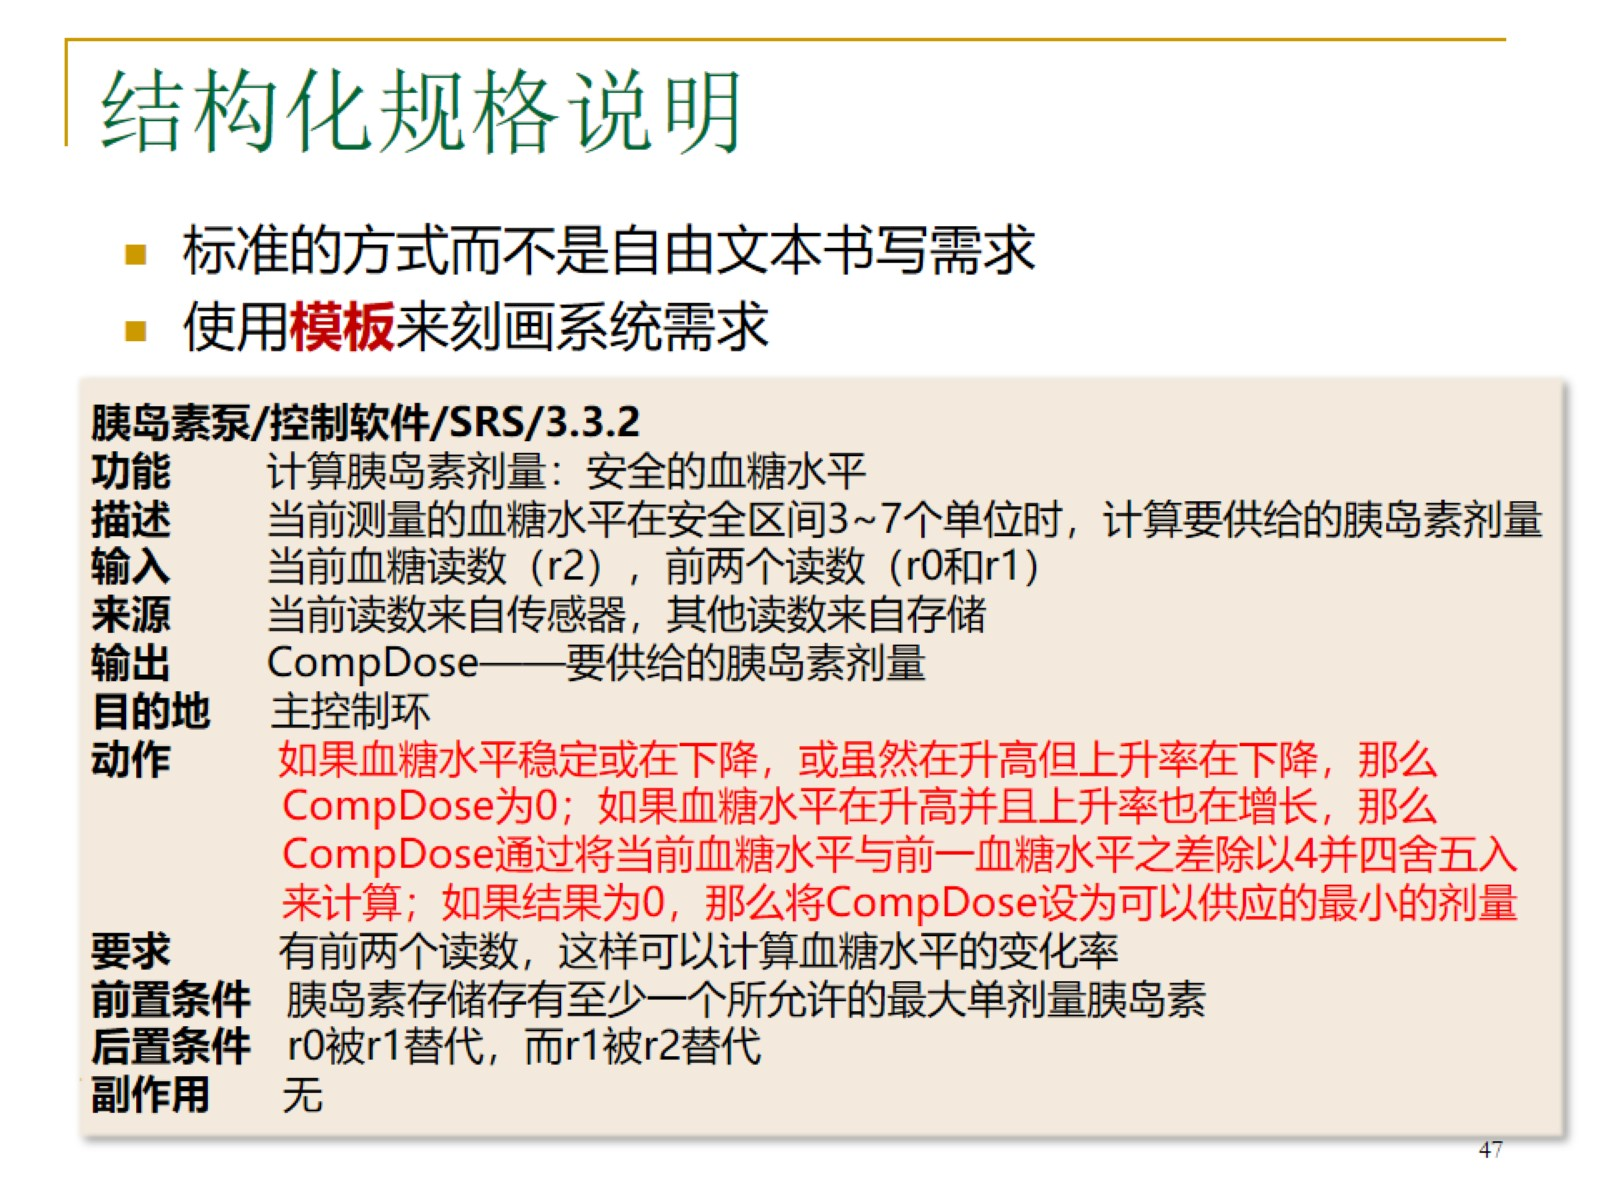 结构化规格说明
标准的方式而不是自由文本书写需求
使用模板来刻画系统需求
胰岛素泵/控制软件/SRS/3.3.2
功能 计算胰岛素剂量：安全的血糖水平
描述 当前测量的血糖水平在安全区间3~7个单位时，计算要供给的胰岛素剂量
输入 当前血糖读数（r2），前两个读数（r0和r1）
来源 当前读数来自传感器，其他读数来自存储
输出 CompDose——要供给的胰岛素剂量
目的地 主控制环
动作 如果血糖水平稳定或在下降，或虽然在升高但上升率在下降，那么
CompDose为0；如果血糖水平在升高并且上升率也在增长，那么
CompDose通过将当前血糖水平与前一血糖水平之差除以4并四舍五入
来计算；如果结果为0，那么将CompDose设为可以供应的最小的剂量
要求 有前两个读数，这样可以计算血糖水平的变化率
前置条件 胰岛素存储存有至少一个所允许的最大单剂量胰岛素
后置条件 r0被r1替代，而r1被r2替代
副作用 无
47